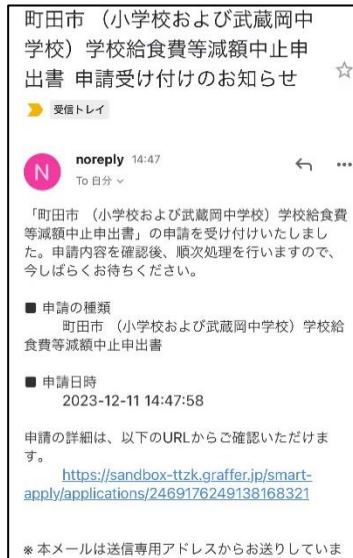 町田市 （小学校および武蔵岡中
学校）学校給食費等減額中止申
出書 申請受け付けのお知らせ
受信トレイ
N
noreply 14:47
To 自分
「町田市 （小学校および武蔵岡中学校）学校給食費
等減額中止申出書」の申請を受け付けいたしまし
た。申請内容を確認後、順次処理を行いますので、
今しばらくお待ちください。
■ 申請の種類
町田市 （小学校および武蔵岡中学校）学校給
食費等減額中止申出書
■ 申請日時
2023-12-11 14:47:58
申請の詳細は、以下のURLからご確認いただけま
す。
https://sandbox-ttzk.graffer.jp/smart-
apply/applications/2469176249138168321
※ 本メールは送信専用アドレスからお送りしていま